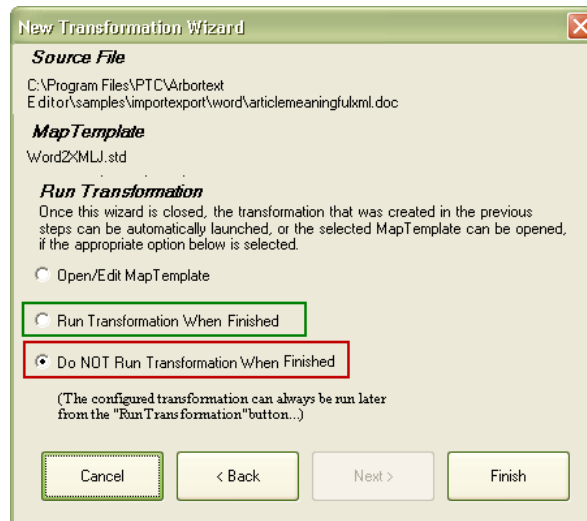 New Transformation Wizard
Source File
C:\Program Files\PTC\Arbortext
Editor\samples\importexport\word\articlemeaningfulxml.doc
MapTemplate
Word2XMLJ.std
Run Transformation
Once this wizard is closed, the transformation that was created in the previous
steps can be automatically launched, or the selected MapTemplate can be opened,
if the appropriate option below is selected.
Open/Edit MapTemplate
Run Transformation When Finished
Do NOT Run Transformation When Finished
(The configured transformation can always be run later
from the "RunTransformation"button...)
Cancel
< Back
Next >
Finish